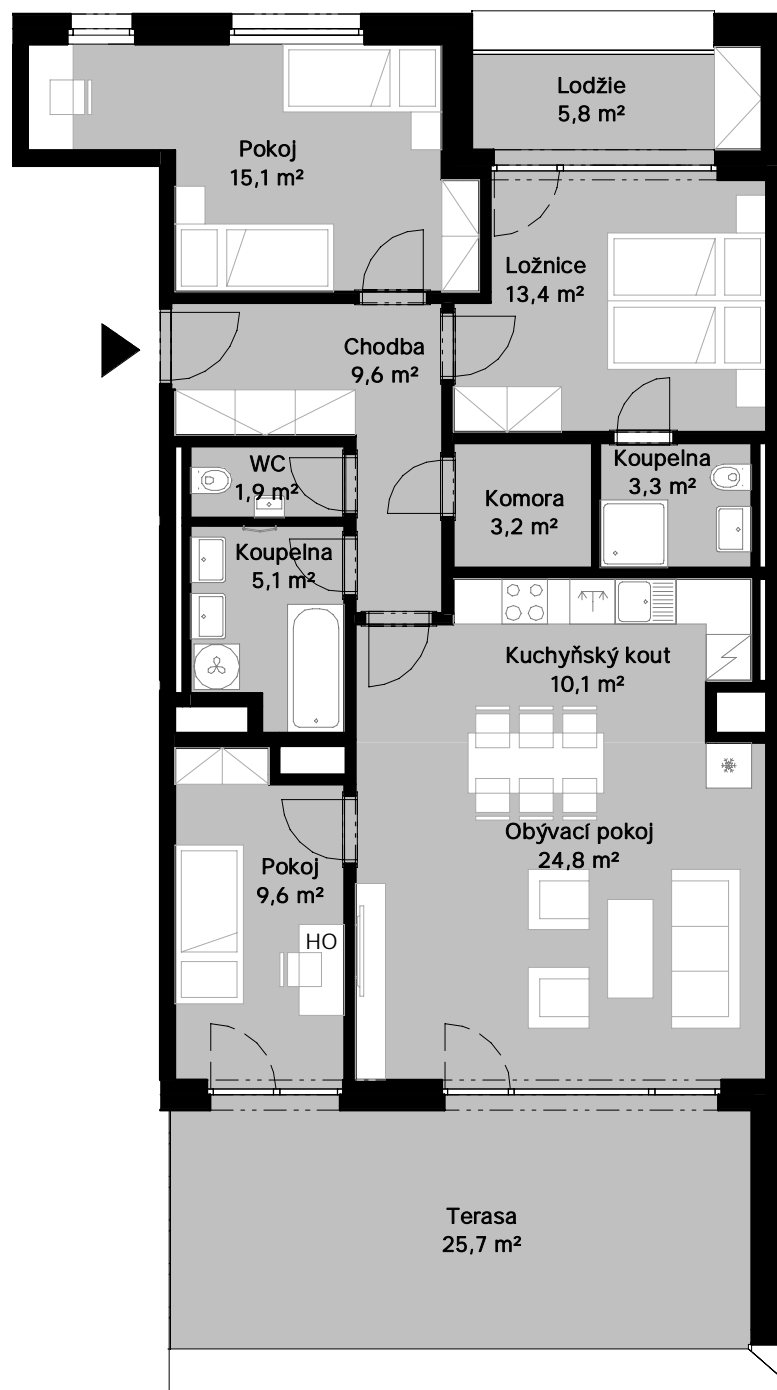 Lodžie
5,8 m²
Pokoj
15,1 m²
Ložnice
13,4 m²
Chodba
9,6 m²
WC
1,9 m²
Koupelna
3,3 m²
Komora
3,2 m²
Koupelna
5,1 m²
Kuchyňský kout
10,1 m²
Obývací pokoj
24,8 m²
Pokoj
9,6 m²
HO
Terasa
25,7 m²